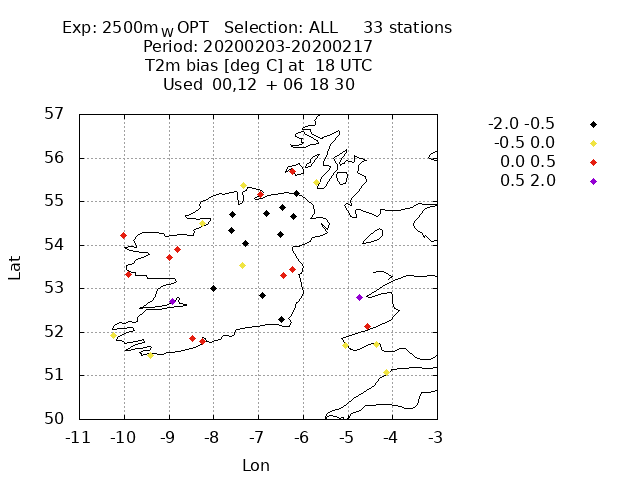 Exp: 2500m_W OPT   Selection: ALL     33 stations
Period: 20200203-20200217
T2m bias [deg C] at  18 UTC
Used  00,12  + 06 18 30
-2.0 -0.5
-0.5 0.0
0.0 0.5
0.5 2.0
57
56
55
54
53
52
51
50
Lat
-11 -10 -9 -8 -7 -6 -5 -4 -3
Lon